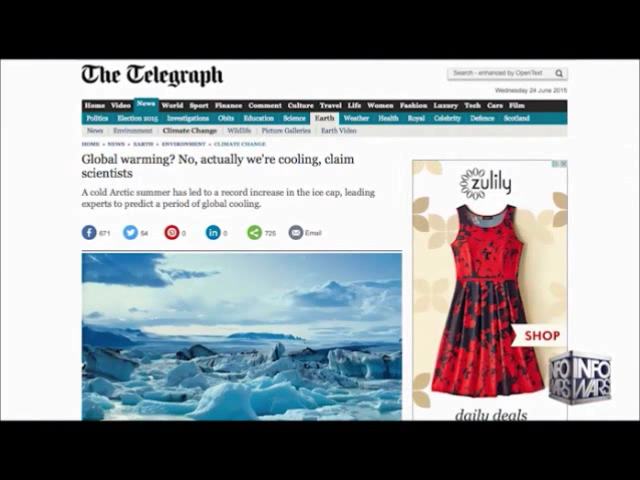 The Telegraph
Search - enhanced by OpenText
Wednesday 24 June 2015
Home Video News World Sport Finance Comment Culture Travel Life Women Fashion Luxury Tech Cars Film
Politics Election 2015 Investigations Obits Education Science Earth Weather Health Royal Celebrity Defence Scotland
News Environment Climate Change Wildlife Picture Galleries Earth Video
HOME » NEWS » EARTH » ENVIRONMENT » CLIMATE CHANGE
Global warming? No, actually we're cooling, claim
scientists
A cold Arctic summer has led to a record increase in the ice cap, leading
experts to predict a period of global cooling.
671 54 0 0 725 Email
zulily
SHOP
INFO WARS
INFO WARS
daily deals